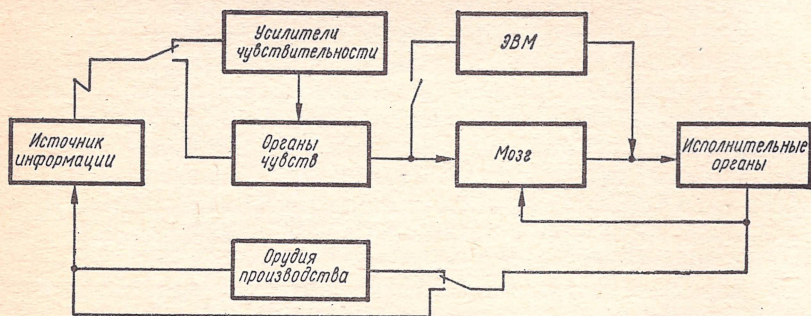 Усилители
чувствительности
ЭВМ
Источник
информации
Органы
чувств
Мозг
Исполнительные
органы
Орудия
производства